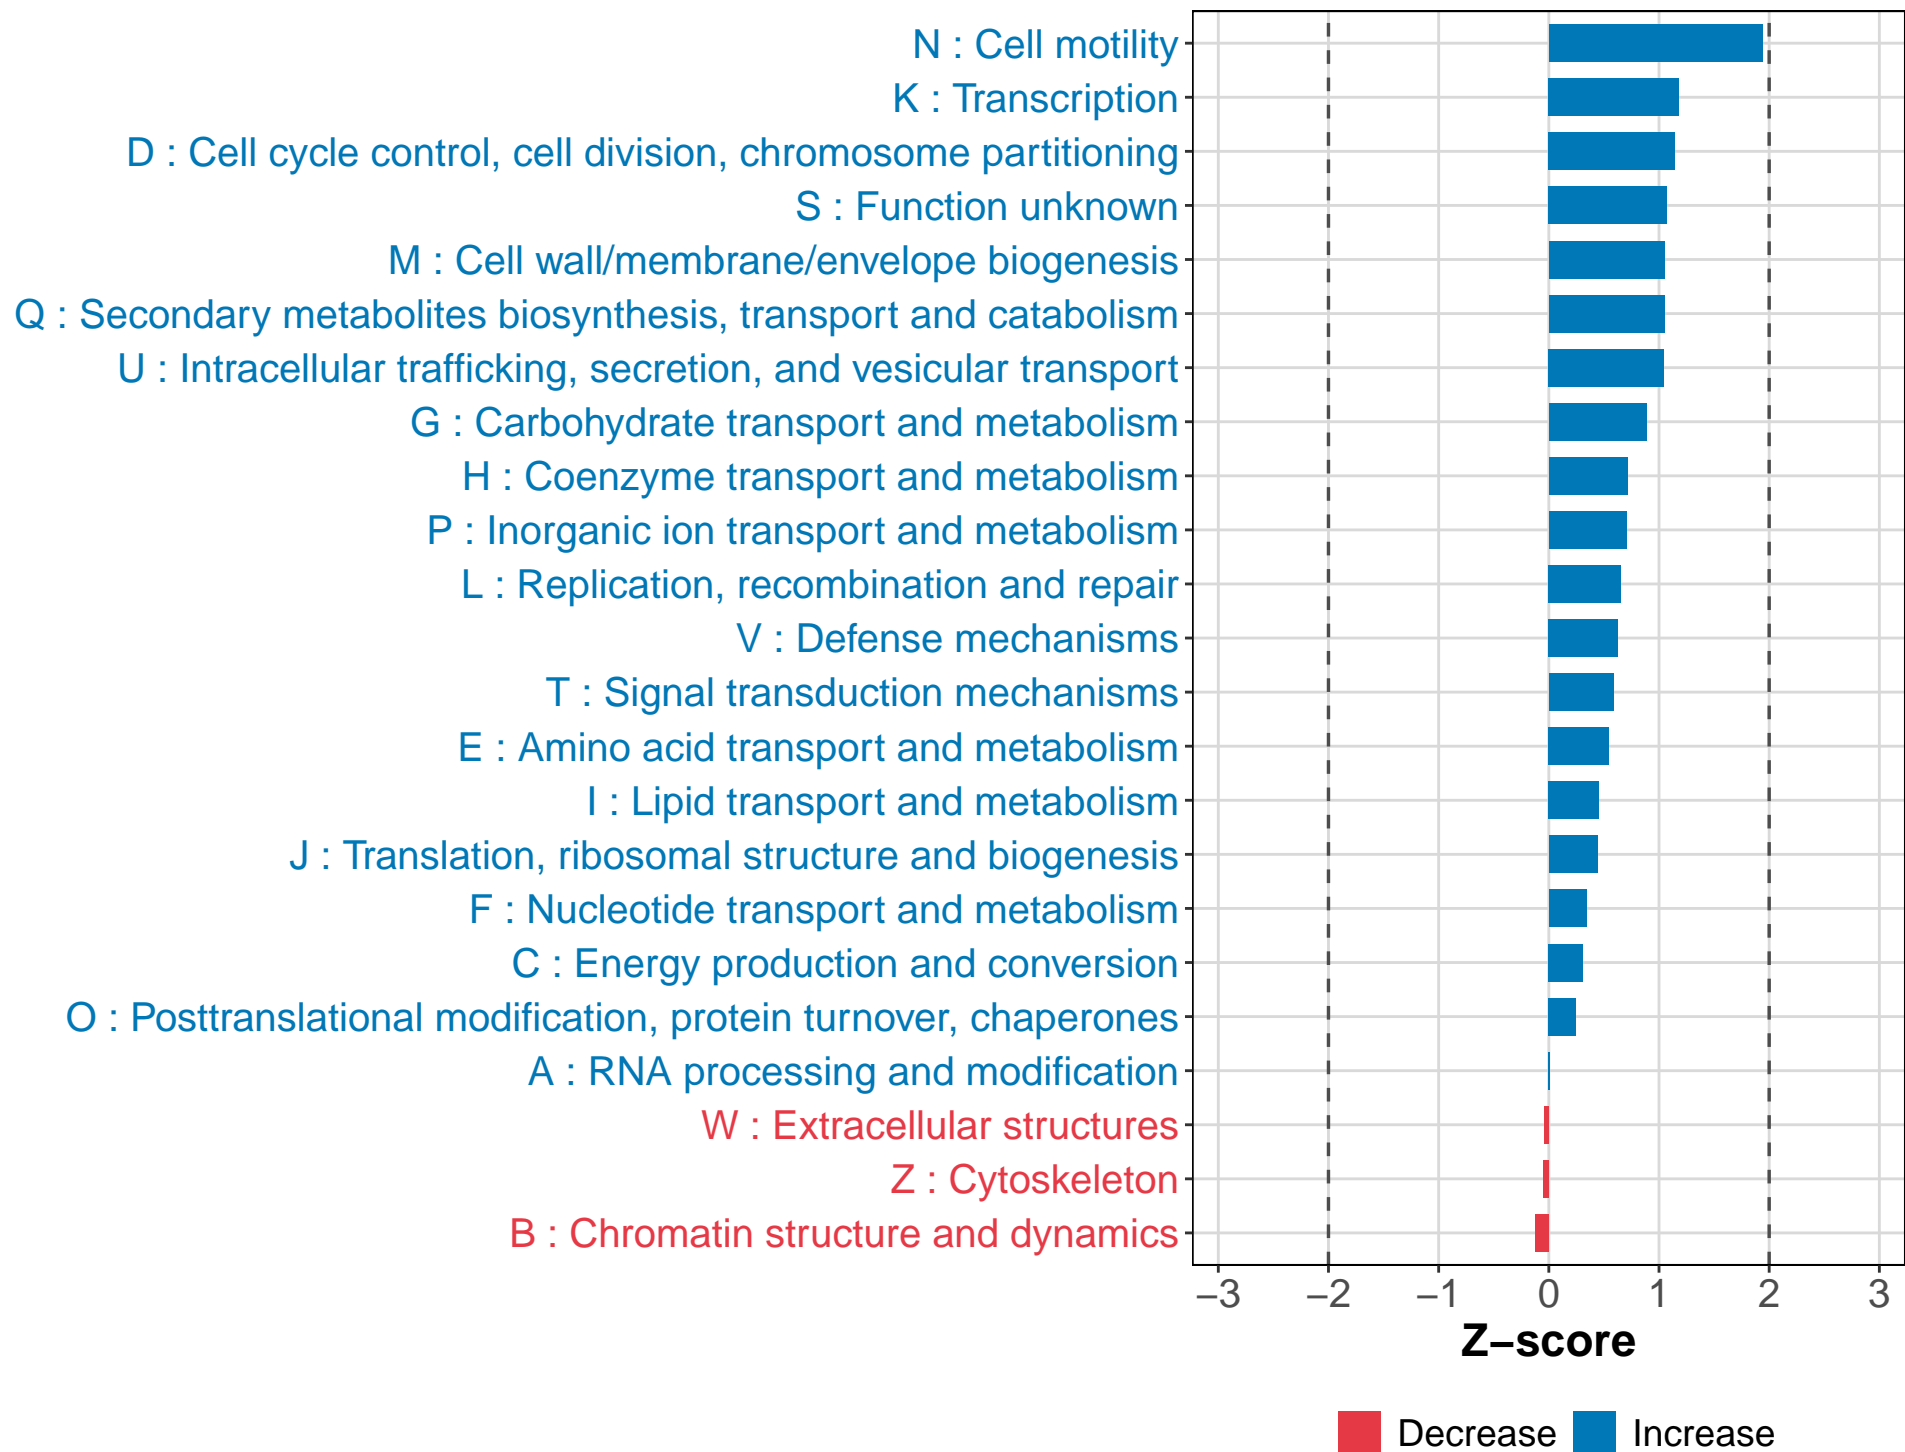 N : Cell motility
K : Transcription
D : Cell cycle control, cell division, chromosome partitioning
S : Function unknown
M : Cell wall/membrane/envelope biogenesis
Q : Secondary metabolites biosynthesis, transport and catabolism
U : Intracellular trafficking, secretion, and vesicular transport
G : Carbohydrate transport and metabolism
H : Coenzyme transport and metabolism
P : Inorganic ion transport and metabolism
L : Replication, recombination and repair
V : Defense mechanisms
T : Signal transduction mechanisms
E : Amino acid transport and metabolism
I : Lipid transport and metabolism
J : Translation, ribosomal structure and biogenesis
F : Nucleotide transport and metabolism
C : Energy production and conversion
O : Posttranslational modification, protein turnover, chaperones
A : RNA processing and modification
W : Extracellular structures
Z : Cytoskeleton
B : Chromatin structure and dynamics
−3 −2 −1 0 1 2 3
Z−score
Decrease Increase